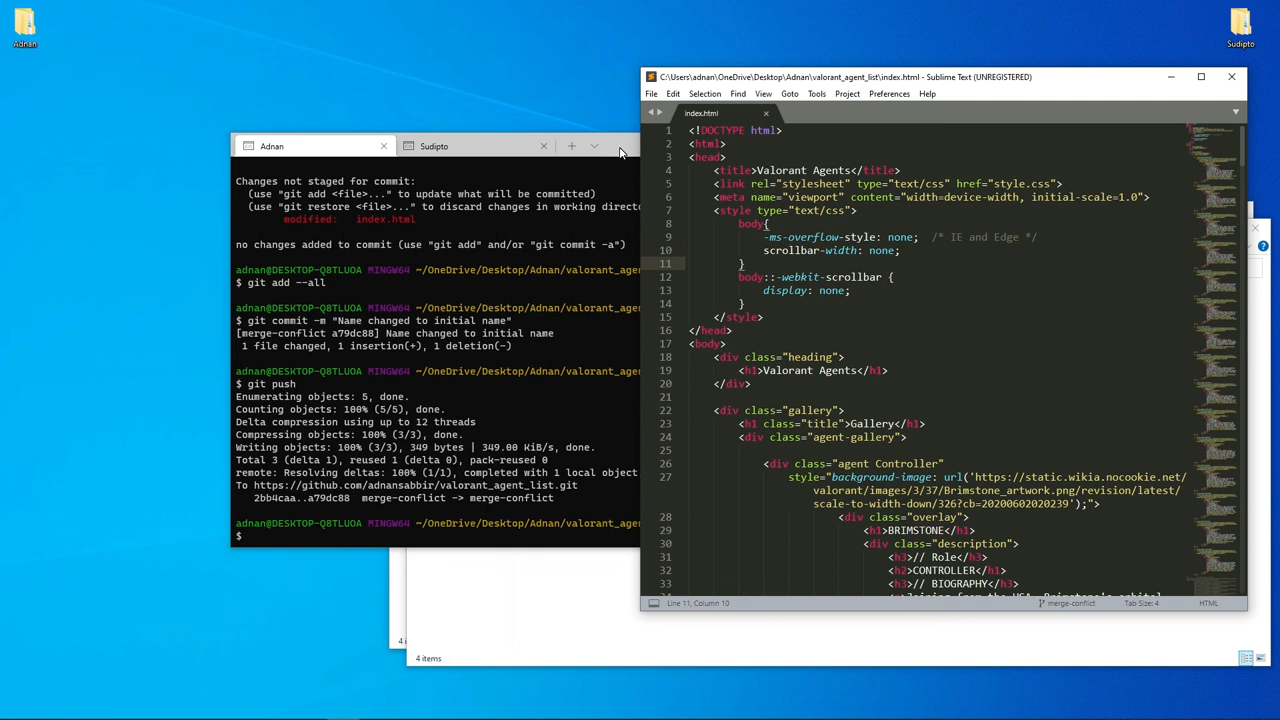 Adnan
Sudipto
Adnan
Sudipto
Changes not staged for commit:
(use "git add <file>..." to update what will be committed)
(use "git restore <file>..." to discard changes in working directo
modified:   index.html
no changes added to commit (use "git add" and/or "git commit -a")
adnan@DESKTOP-Q8TLUOA MINGW64 ~/OneDrive/Desktop/Adnan/valorant_agen
$ git add --all
adnan@DESKTOP-Q8TLUOA MINGW64 ~/OneDrive/Desktop/Adnan/valorant_agen
$ git commit -m "Name changed to initial name"
[merge-conflict a79dc88] Name changed to initial name
1 file changed, 1 insertion(+), 1 deletion(-)
adnan@DESKTOP-Q8TLUOA MINGW64 ~/OneDrive/Desktop/Adnan/valorant_agen
$ git push
Enumerating objects: 5, done.
Counting objects: 100% (5/5), done.
Delta compression using up to 12 threads
Compressing objects: 100% (3/3), done.
Writing objects: 100% (3/3), 349 bytes | 349.00 KiB/s, done.
Total 3 (delta 1), reused 1 (delta 0), pack-reused 0
remote: Resolving deltas: 100% (1/1), completed with 1 local object
To https://github.com/adnansabbir/valorant_agent_list.git
2bb4caa..a79dc88  merge-conflict -> merge-conflict
adnan@DESKTOP-Q8TLUOA MINGW64 ~/OneDrive/Desktop/Adnan/valorant_agen
$
C:\Users\adnan\OneDrive\Desktop\Adnan\valorant_agent_list\index.html - Sublime Text (UNREGISTERED)
File Edit Selection Find View Goto Tools Project Preferences Help
index.html
1 <!DOCTYPE html>
2 <html>
3 <head>
4 <title>Valorant Agents</title>
5 <link rel="stylesheet" type="text/css" href="style.css">
6 <meta name="viewport" content="width=device-width, initial-scale=1.0">
7 <style type="text/css">
8 body{
9 -ms-overflow-style: none;  /* IE and Edge */
10 scrollbar-width: none;
11 }
12 body::-webkit-scrollbar {
13 display: none;
14 }
15 </style>
16 </head>
17 <body>
18 <div class="heading">
19 <h1>Valorant Agents</h1>
20 </div>
21
22 <div class="gallery">
23 <h1 class="title">Gallery</h1>
24 <div class="agent-gallery">
25
26 <div class="agent Controller"
27 style="background-image: url('https://static.wikia.nocookie.net/
valorant/images/3/37/Brimstone_artwork.png/revision/latest/
scale-to-width-down/326?cb=20200602020239');">
28 <div class="overlay">
29 <h1>BRIMSTONE</h1>
30 <div class="description">
31 <h3>// Role</h3>
32 <h2>CONTROLLER</h1>
33 <h3>// BIOGRAPHY</h3>
Line 11, Column 10
merge-conflict
Tab Size: 4
HTML
4 i
4 items